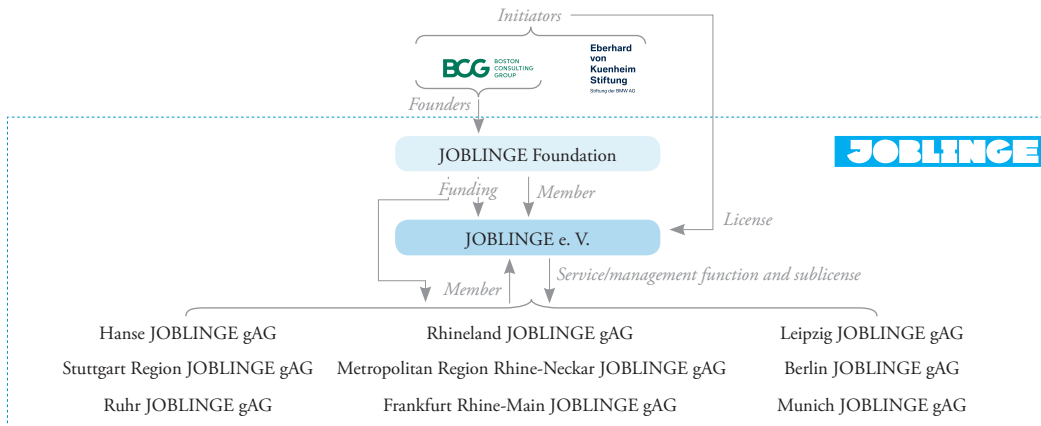 Initiators
BCG
BOSTON
CONSULTING
GROUP
Eberhard
von
Kuenheim
Stiftung
Stiftung der BMW AG
Founders
JOBLINGE Foundation
JOBLINGE
Funding
Member
License
JOBLINGE e. V.
Service/management function and sublicense
Member
Hanse JOBLINGE gAG
Rhineland JOBLINGE gAG
Leipzig JOBLINGE gAG
Stuttgart Region JOBLINGE gAG
Metropolitan Region Rhine-Neckar JOBLINGE gAG
Berlin JOBLINGE gAG
Ruhr JOBLINGE gAG
Frankfurt Rhine-Main JOBLINGE gAG
Munich JOBLINGE gAG